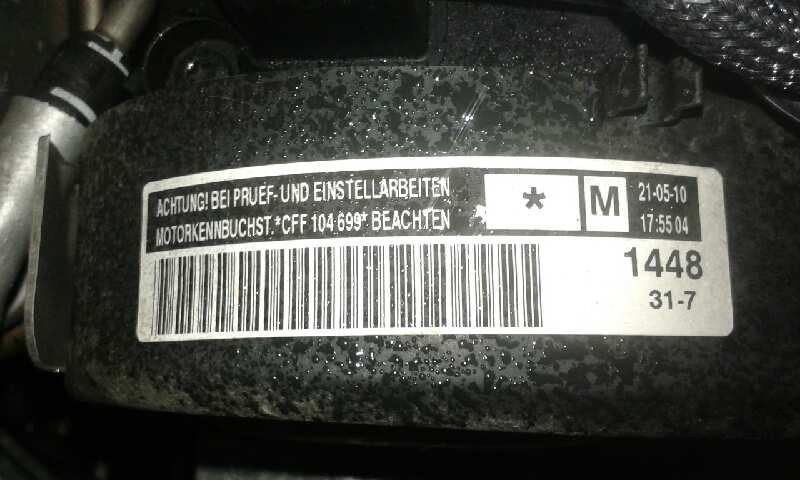 ACHTUNG! BEI PRUEF- UND EINSTELLARBEITEN
MOTORKENNBUCHST.*CFF 104 699* BEACHTEN
*
M
21-05-10
17:55 04
1448
31-7